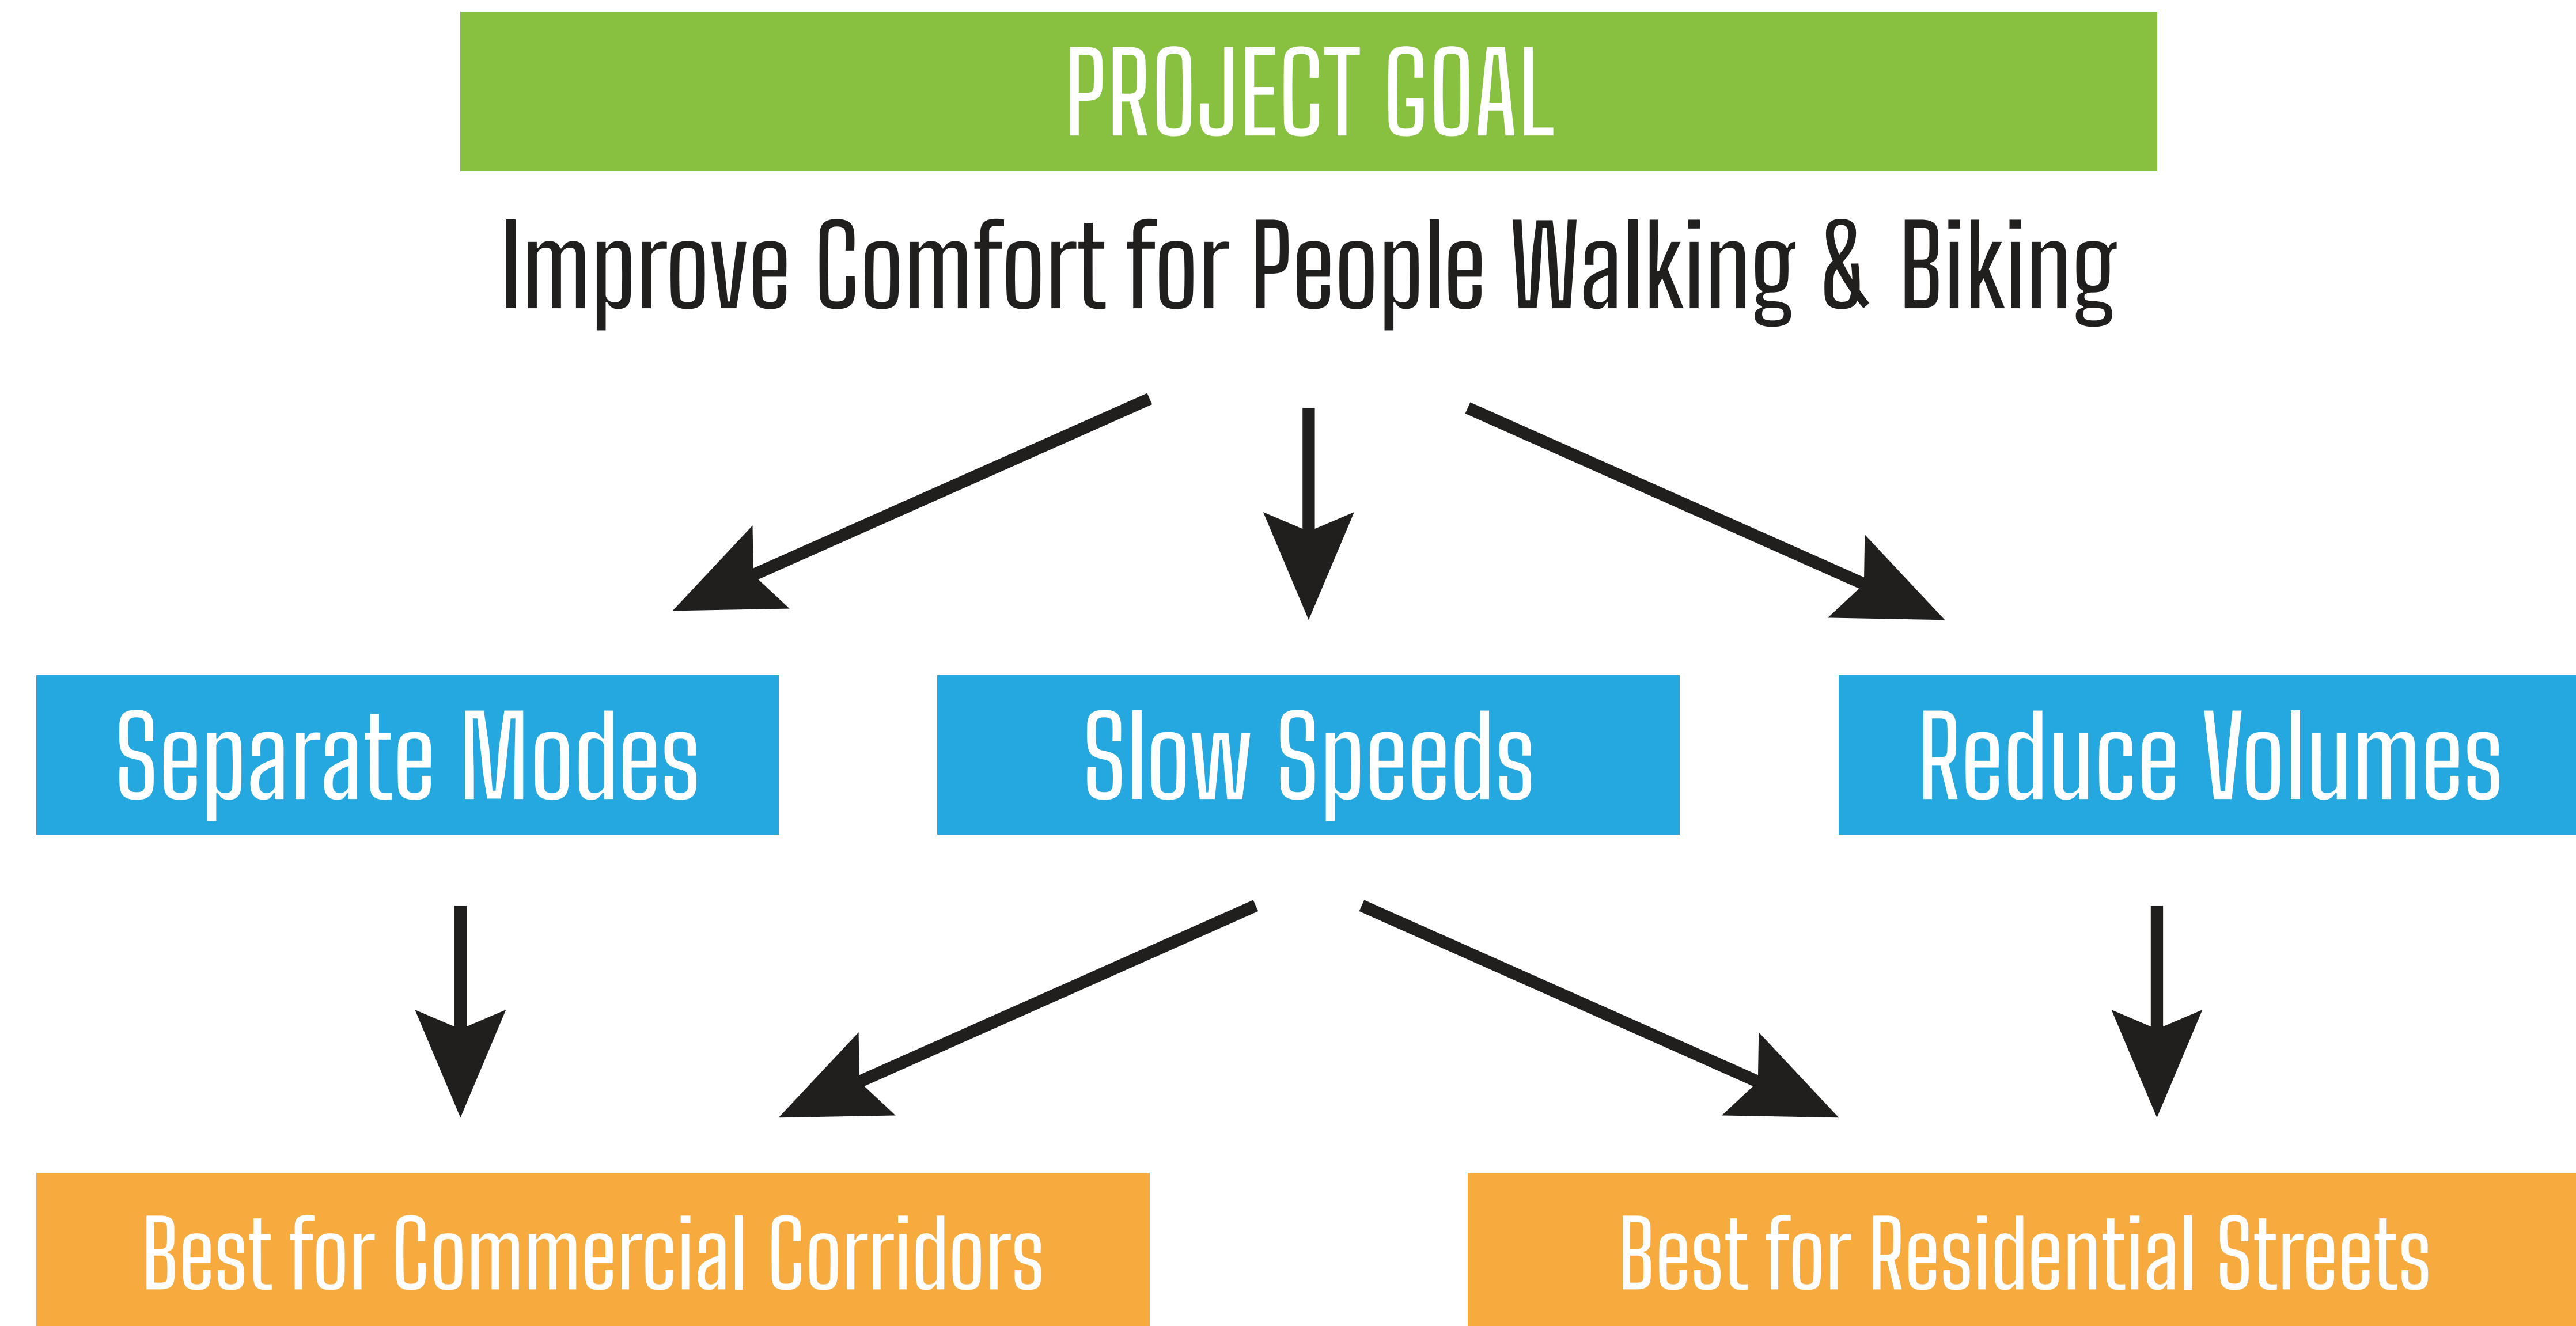 PROJECT GOAL
Improve Comfort for People Walking & Biking
Separate Modes
Slow Speeds
Reduce Volumes
Best for Commercial Corridors
Best for Residential Streets